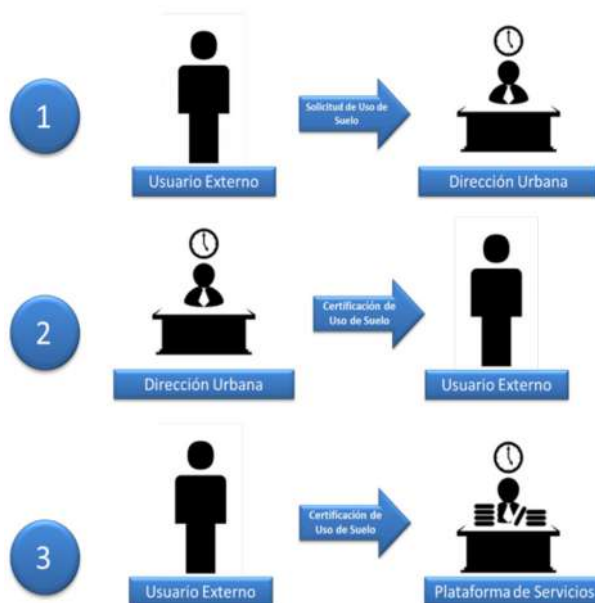 1
Solicitud de Uso de
Suelo
Usuario Externo
Dirección Urbana
2
Certificación de
Uso de Suelo
Dirección Urbana
Usuario Externo
3
Certificación de
Uso de Suelo
Usuario Externo
Plataforma de Servicios